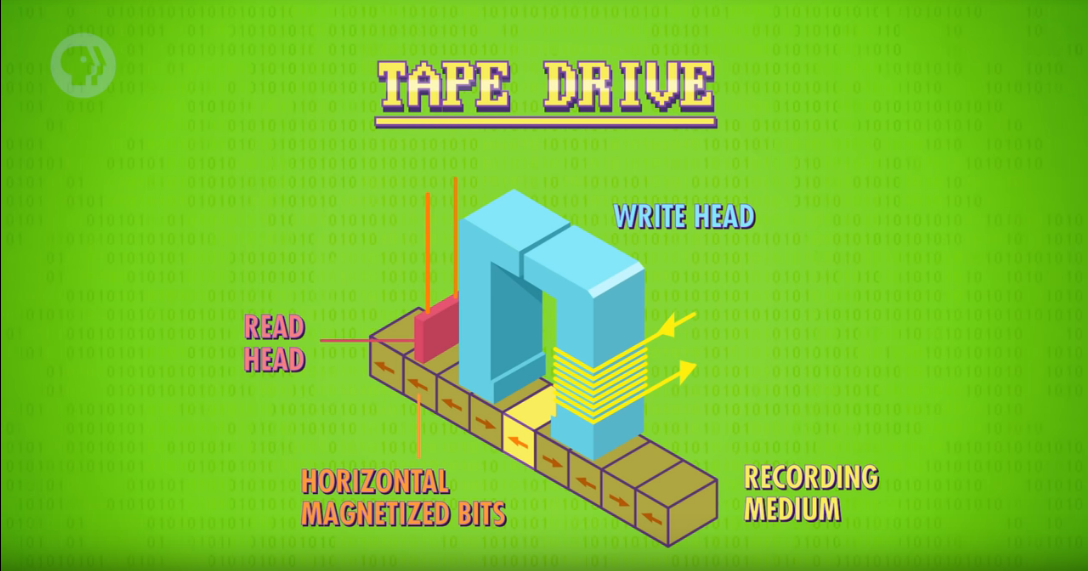 TAPE DRIVE
WRITE HEAD
READ
HEAD
HORIZONTAL
MAGNETIZED BITS
RECORDING
MEDIUM